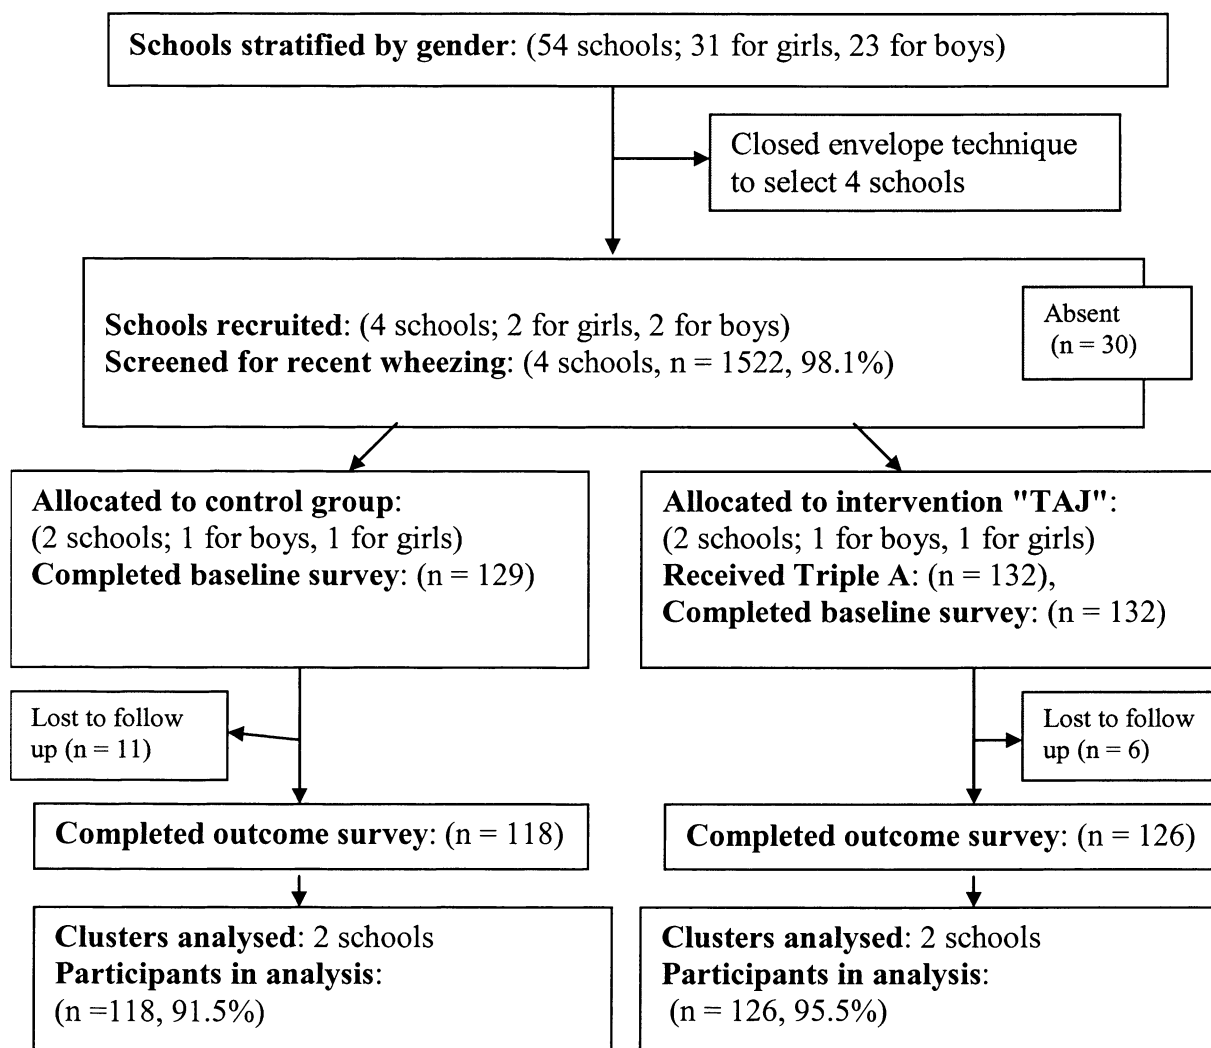 Schools stratified by gender: (54 schools; 31 for girls, 23 for boys)
Closed envelope technique
to select 4 schools
Schools recruited: (4 schools; 2 for girls, 2 for boys)
Screened for recent wheezing: (4 schools, n = 1522, 98.1%)
Absent
(n = 30)
Allocated to control group:
(2 schools; 1 for boys, 1 for girls)
Completed baseline survey: (n = 129)
Allocated to intervention "TAJ":
(2 schools; 1 for boys, 1 for girls)
Received Triple A: (n = 132),
Completed baseline survey: (n = 132)
Lost to follow
up (n = 11)
Lost to follow
up (n = 6)
Completed outcome survey: (n = 118)
Completed outcome survey: (n = 126)
Clusters analysed: 2 schools
Participants in analysis:
(n =118, 91.5%)
Clusters analysed: 2 schools
Participants in analysis:
(n = 126, 95.5%)